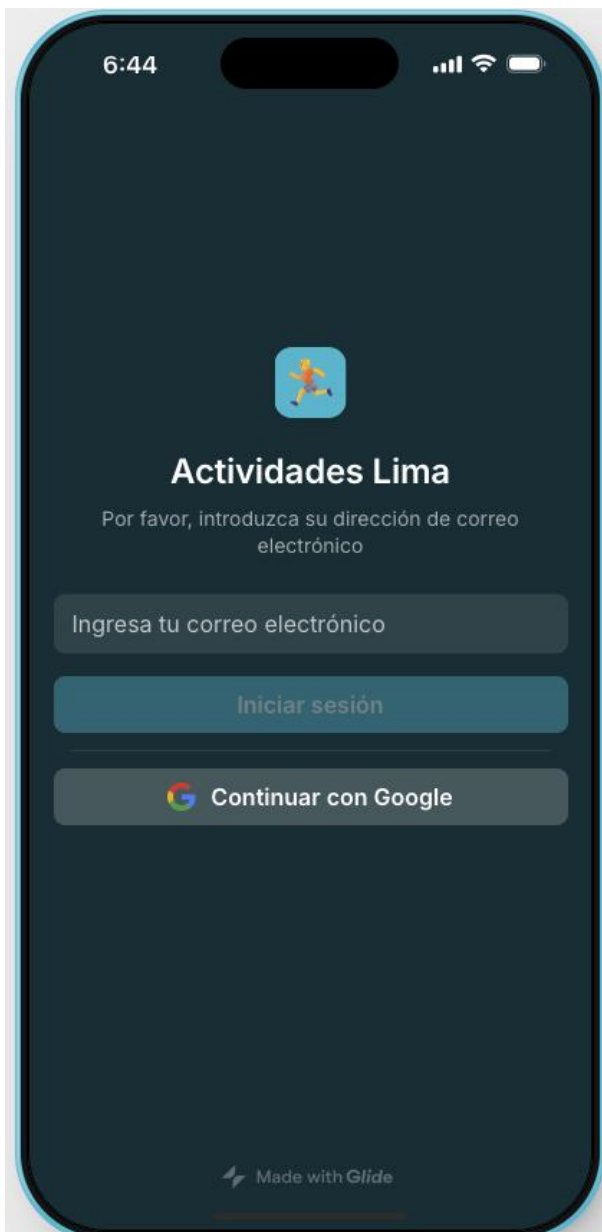 6:44
Actividades Lima
Por favor, introduzca su dirección de correo
electrónico
Ingresa tu correo electrónico
Iniciar sesión
Continuar con Google
Made with Glide